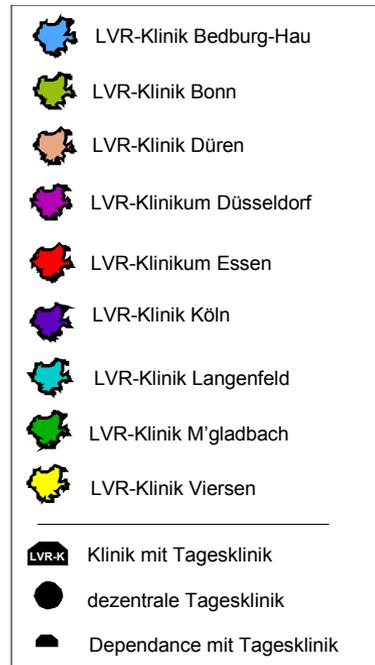 LVR-Klinik Bedburg-Hau
LVR-Klinik Bonn
LVR-Klinik Düren
LVR-Klinikum Düsseldorf
LVR-Klinikum Essen
LVR-Klinik Köln
LVR-Klinik Langenfeld
LVR-Klinik M'gladbach
LVR-Klinik Viersen
LVR-K Klinik mit Tagesklinik
dezentrale Tagesklinik
Dependance mit Tagesklinik